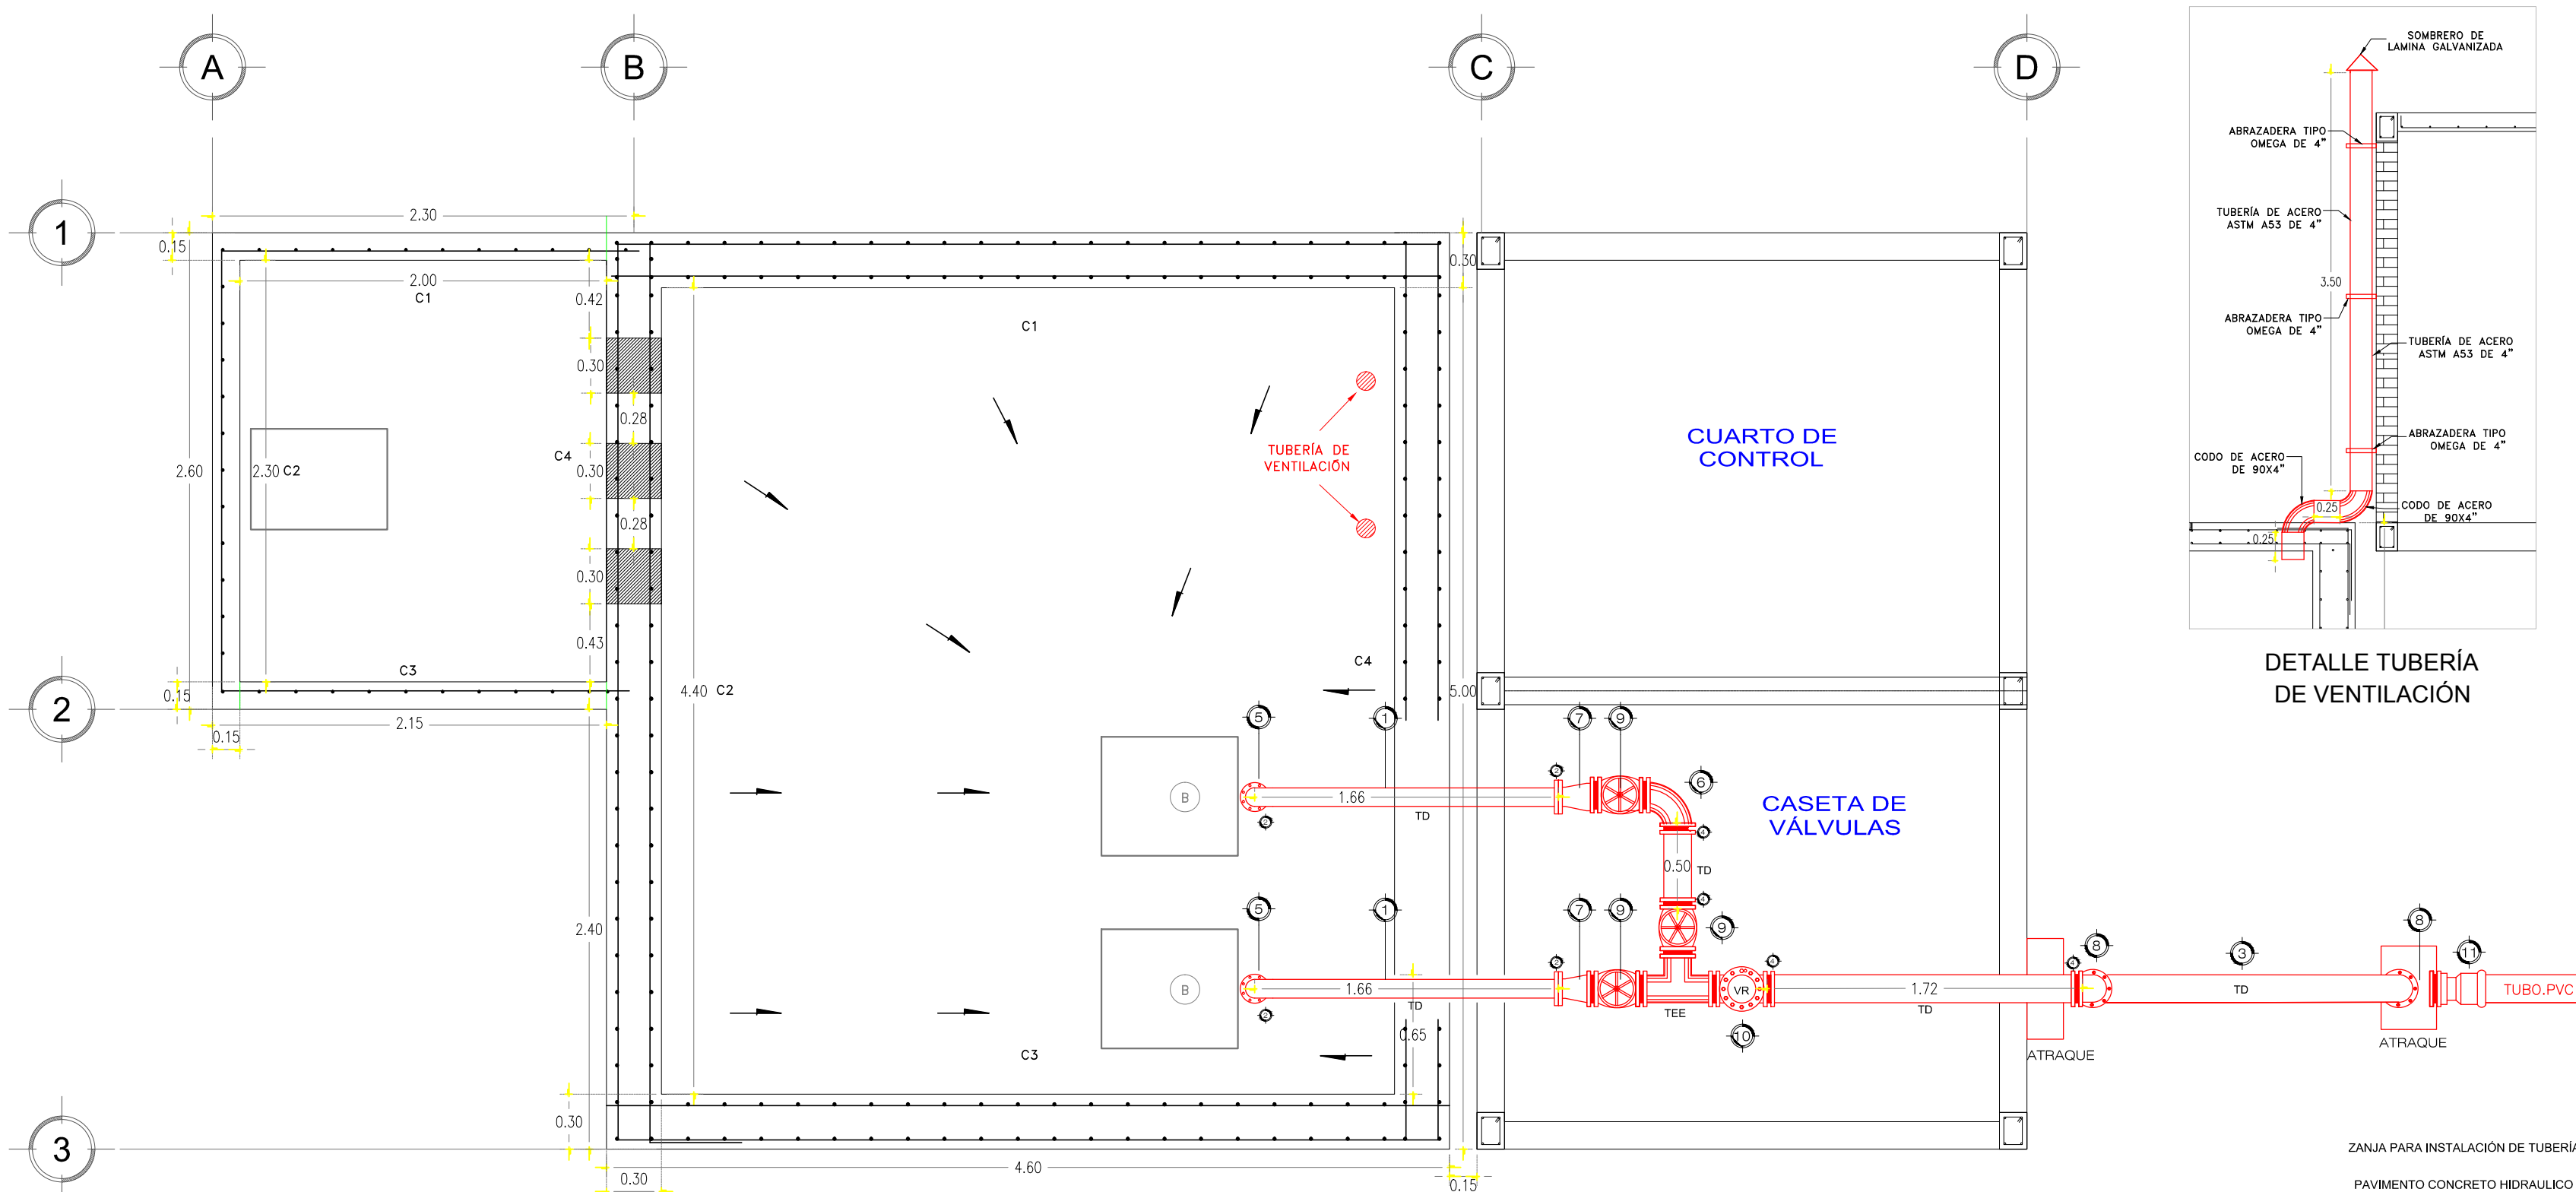 A
B
C
D
1
2
3
2.30
0.15
2.00
C1
0.42
0.30
0.28
0.30
0.28
0.30
0.43
C4
2.60
2.30
C2
C3
0.15
0.15
2.15
2.40
0.30
0.30
4.60
0.15
0.30
5.00
4.40
C2
C1
C4
C3
TUBERÍA DE
VENTILACIÓN
B
B
5
1
2
1.66
TD
2
7
9
6
4
0.50
TD
4
9
5
1
2
1.66
TD
0.65
2
7
9
TEE
VR
10
4
1.72
TD
4
8
ATRAQUE
3
TD
8
ATRAQUE
11
TUBO.PVC
CUARTO DE
CONTROL
CASETA DE
VÁLVULAS
SOMBRERO DE
LAMINA GALVANIZADA
ABRAZADERA TIPO
OMEGA DE 4"
TUBERÍA DE ACERO
ASTM A53 DE 4"
3.50
ABRAZADERA TIPO
OMEGA DE 4"
TUBERÍA DE ACERO
ASTM A53 DE 4"
ABRAZADERA TIPO
OMEGA DE 4"
CODO DE ACERO
DE 90X4"
0.25
CODO DE ACERO
DE 90X4"
0.25
DETALLE TUBERÍA
DE VENTILACIÓN
ZANJA PARA INSTALACIÓN DE TUBERÍA
PAVIMENTO CONCRETO HIDRAULICO